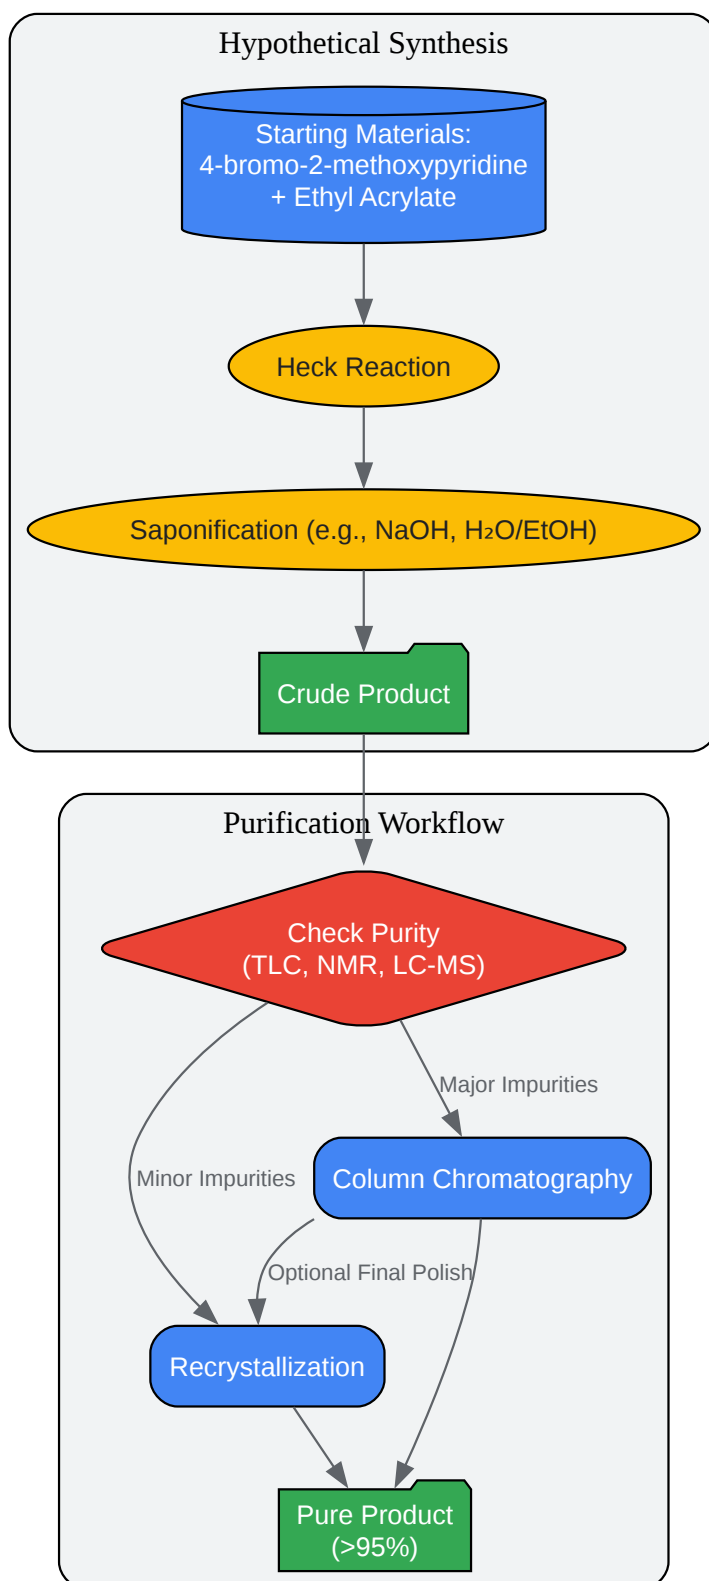 Hypothetical Synthesis
Starting Materials:
4-bromo-2-methoxypyridine
+ Ethyl Acrylate
Heck Reaction
Saponification (e.g., NaOH, H₂O/EtOH)
Crude Product
Purification Workflow
Check Purity
(TLC, NMR, LC-MS)
Major Impurities
Minor Impurities
Column Chromatography
Optional Final Polish
Recrystallization
Pure Product
(>95%)